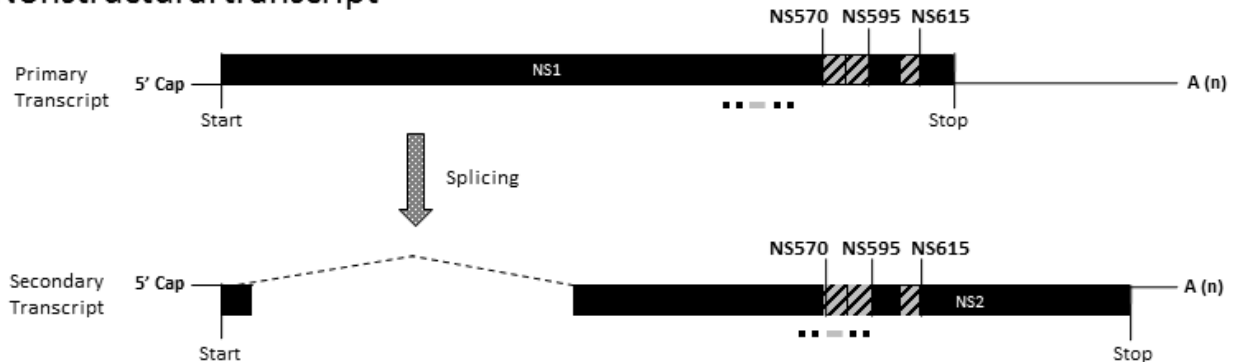 NS570 NS595 NS615
NS1
Primary
Transcript
5' Cap
A (n)
Start
Stop
Splicing
NS570 NS595 NS615
Secondary
Transcript
5' Cap
A (n)
NS2
Start
Stop